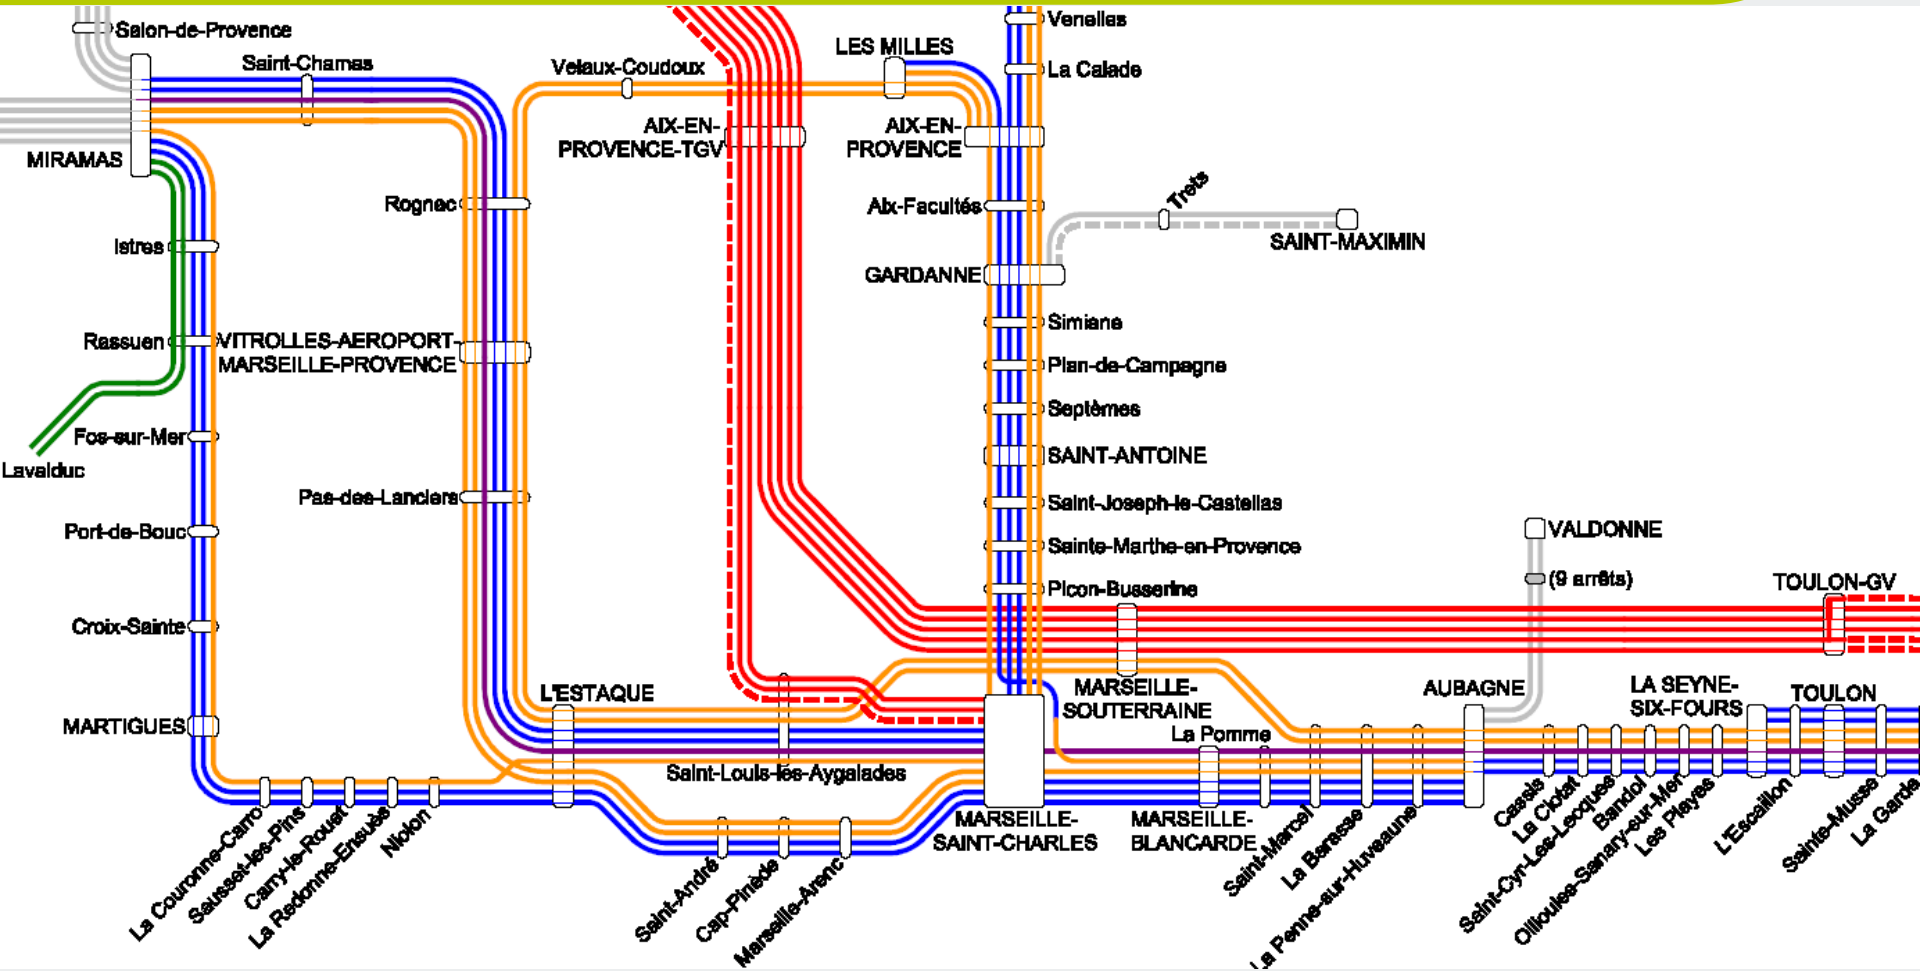 Salon-de-Provence
Saint-Chamas
Velaux-Coudoux
LES MILLES
Venelles
La Calade
MIRAMAS
AIX-EN-
PROVENCE-TGV
AIX-EN-
PROVENCE
Rognac
Aix-Facultés
Trets
SAINT-MAXIMIN
Istres
GARDANNE
Simiane
Rassuen
VITROLLES-AEROPORT-
MARSEILLE-PROVENCE
Plan-de-Campagne
Septèmes
Fos-sur-Mer
Lavalduc
SAINT-ANTOINE
Pas-des-Lanciers
Saint-Joseph-le-Castellas
Port-de-Bouc
VALDONNE
Sainte-Marthe-en-Provence
(9 arrêts)
Picon-Busserine
TOULON-GV
Croix-Sainte
L'ESTAQUE
MARSEILLE-
SOUTERRAINE
AUBAGNE
LA SEYNE-
SIX-FOURS
TOULON
MARTIGUES
La Pomme
Saint-Louis-les-Aygalades
La Couronne-Carro
Sausset-les-Pins
Carry-le-Rouat
La Redonne-Ensuès
Niolon
Saint-André
Cap-Pinède
Marseille-Arenc
MARSEILLE-
SAINT-CHARLES
MARSEILLE-
BLANCARDE
Saint-Marcel
La Barasse
La Penne-sur-Huveaune
Cassis
La Ciotat
Saint-Cyr-Les-Lecques
Bandol
Ollioules-Sanary-sur-Mer
Les Playes
L'Escaillon
Sainte-Musse
La Garde